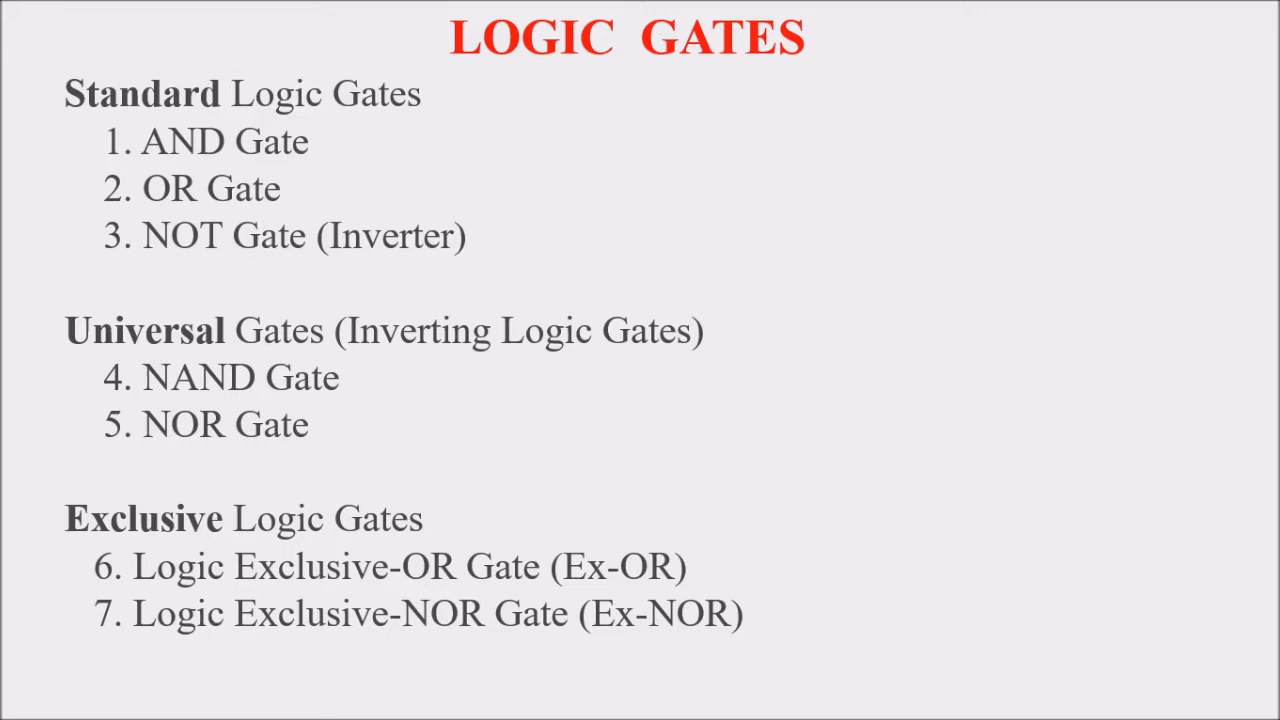 LOGIC GATES
Standard Logic Gates
1. AND Gate
2. OR Gate
3. NOT Gate (Inverter)
Universal Gates (Inverting Logic Gates)
4. NAND Gate
5. NOR Gate
Exclusive Logic Gates
6. Logic Exclusive-OR Gate (Ex-OR)
7. Logic Exclusive-NOR Gate (Ex-NOR)